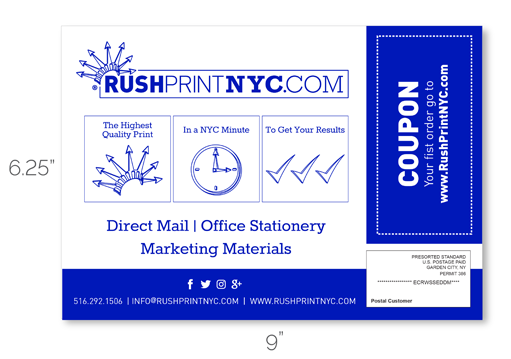 6.25"
® RUSHPRINTNYC.COM
The Highest
Quality Print
In a NYC Minute
To Get Your Results
Direct Mail | Office Stationery
Marketing Materials
516.292.1506 | INFO@RUSHPRINTNYC.COM | WWW.RUSHPRINTNYC.COM
COUPON
Your fist order go to
www.RushPrintNYC.com
PRESORTED STANDARD
U.S. POSTAGE PAID
GARDEN CITY, NY
PERMIT 386
***************** ECRWSSEDDM****
Postal Customer
9"